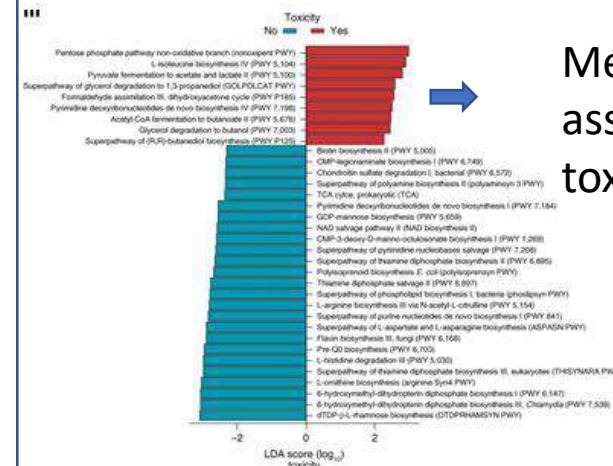 III
Toxicity
No Yes
Pentose phosphate pathway non-oxidative branch (nonoxipent PWY)
L-isoleucine biosynthesis IV (PWY 5,104)
Pyruvate fermentation to acetate and lactate II (PWY 5,100)
Superpathway of glycerol degradation to 1,3-propanediol (GOLPDLCAT PWY)
Formaldehyde assimilation III, dihydroxyacetone cycle (PWY P185)
Pyrimidine deoxyribonucleotides de novo biosynthesis IV (PWY 7,198)
Acetyl-CoA fermentation to butanoate II (PWY 5,676)
Glycerol degradation to butanol (PWY 7,003)
Superpathway of (R,R)-butanediol biosynthesis (PWY P125)
Me
ass
tox
Biotin biosynthesis II (PWY 5,005)
CMP-legionaminate biosynthesis I (PWY 6,749)
Chondroitin sulfate degradation I, bacterial (PWY 6,572)
Superpathway of polyamine biosynthesis II (polyaminsyn 3 PWY)
TCA cylce, prokaryotic (TCA)
Pyrimidine deoxyribonucleotides de novo biosynthesis I (PWY 7,184)
GDP-mannose biosynthesis (PWY 5,659)
NAD salvage pathway II (NAD biosynthesis II)
CMP-3-deoxy-D-manno-octulosonate biosynthesis I (PWY 1,269)
Superpathway of pyrimidine nucleobases salvage (PWY 7,208)
Superpathway of thiamine diphosphate biosynthesis II (PWY 6,895)
Polyisoprenoid biosynthesis E. coli (polyisoprensyn PWY)
Thiamine diphosphate salvage II (PWY 6,897)
Superpathway of phospholipid biosynthesis I, bacteria (phoslipsyn PWY)
L-arginine biosynthesis III via N-acetyl-L-citrulline (PWY 5,154)
Superpathway of purine nucleotides de novo biosynthesis I (PWY 841)
Superpathway of L-aspartate and L-asparagine biosynthesis (ASPASN PWY)
Flavin biosynthesis III, fungi (PWY 6,168)
Pre-Q0 biosynthesis (PWY 6,703)
L-histidine degradation III (PWY 5,030)
Superpathway of thiamine diphosphate biosynthesis III, eukaryotes (THISYNARA PW
L-ornithine biosynthesis (arginine Syn4 PWY)
6-hydroxymethyl-dihydropterin diphosphate biosynthesis I (PWY 6,147)
6 hydroxymethyl-dihydropterin diphosphate biosynthesis III, Chlamydia (PWY 7,539)
dTDP-β-L-rhamnose biosynthesis (DTDPRHAMSYN PWY)
-2 0 2
LDA score (log10)
toxicity